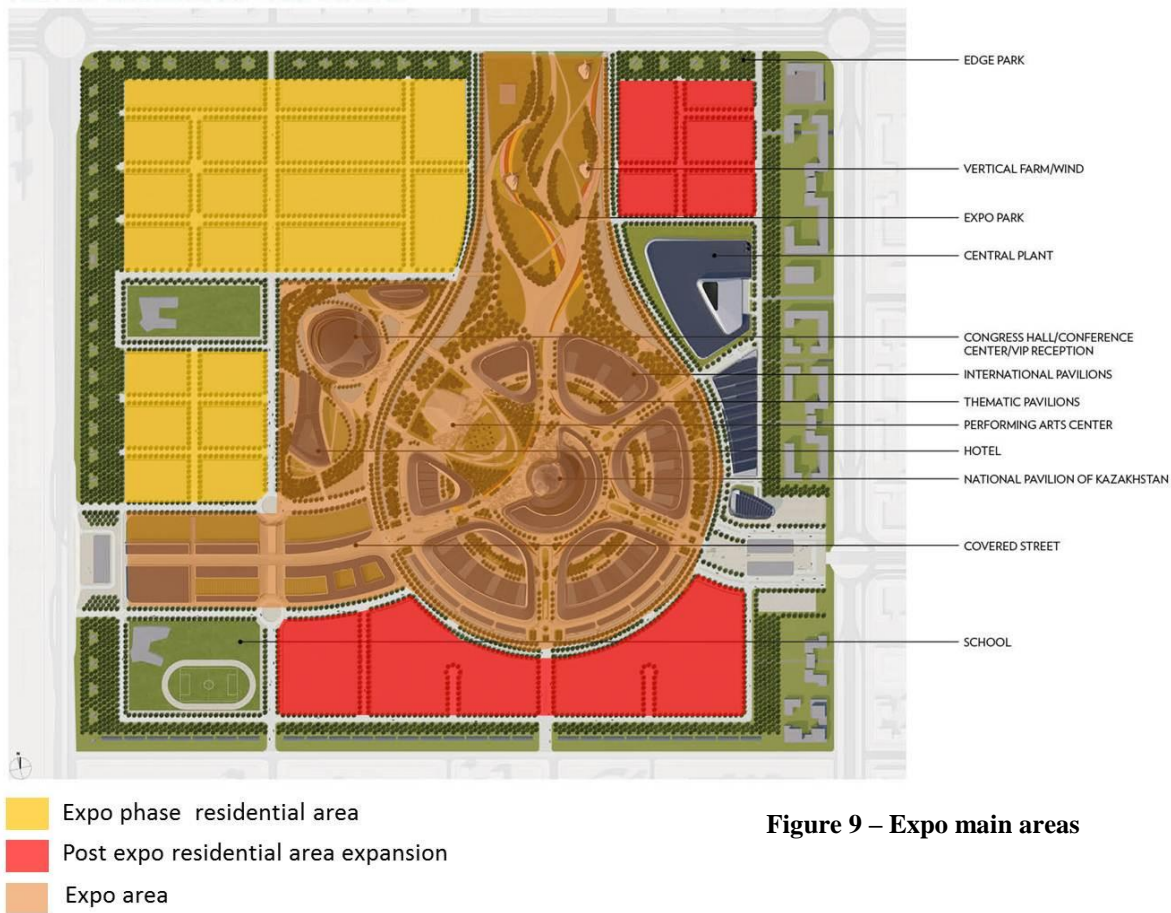 EDGE PARK
VERTICAL FARM/WIND
EXPO PARK
CENTRAL PLANT
CONGRESS HALL/CONFERENCE
CENTER/VIP RECEPTION
INTERNATIONAL PAVILIONS
THEMATIC PAVILIONS
PERFORMING ARTS CENTER
HOTEL
NATIONAL PAVILION OF KAZAKHSTAN
COVERED STREET
SCHOOL
Expo phase residential area
Post expo residential area expansion
Expo area
Figure 9 – Expo main areas